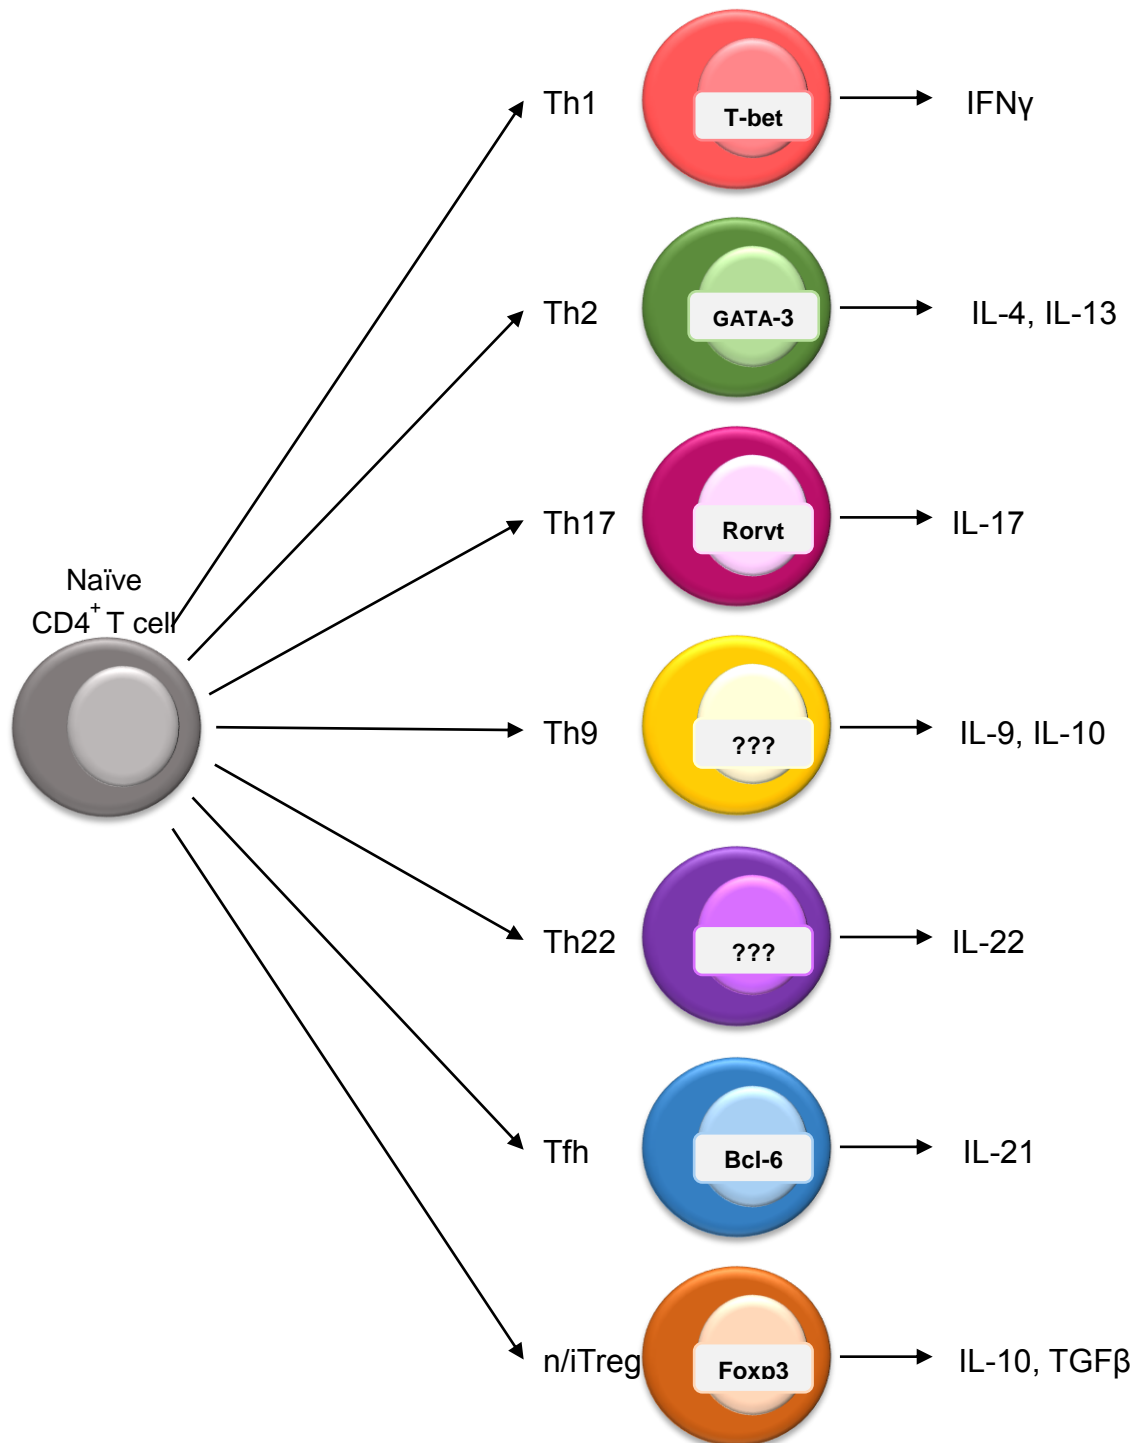 Th1
T-bet
IFNγ
Th2
GATA-3
IL-4, IL-13
Th17
Rorγt
IL-17
Naïve
CD4⁺ T cell
Th9
???
IL-9, IL-10
Th22
???
IL-22
Tfh
Bcl-6
IL-21
n/iTreg
Foxp3
IL-10, TGFβ